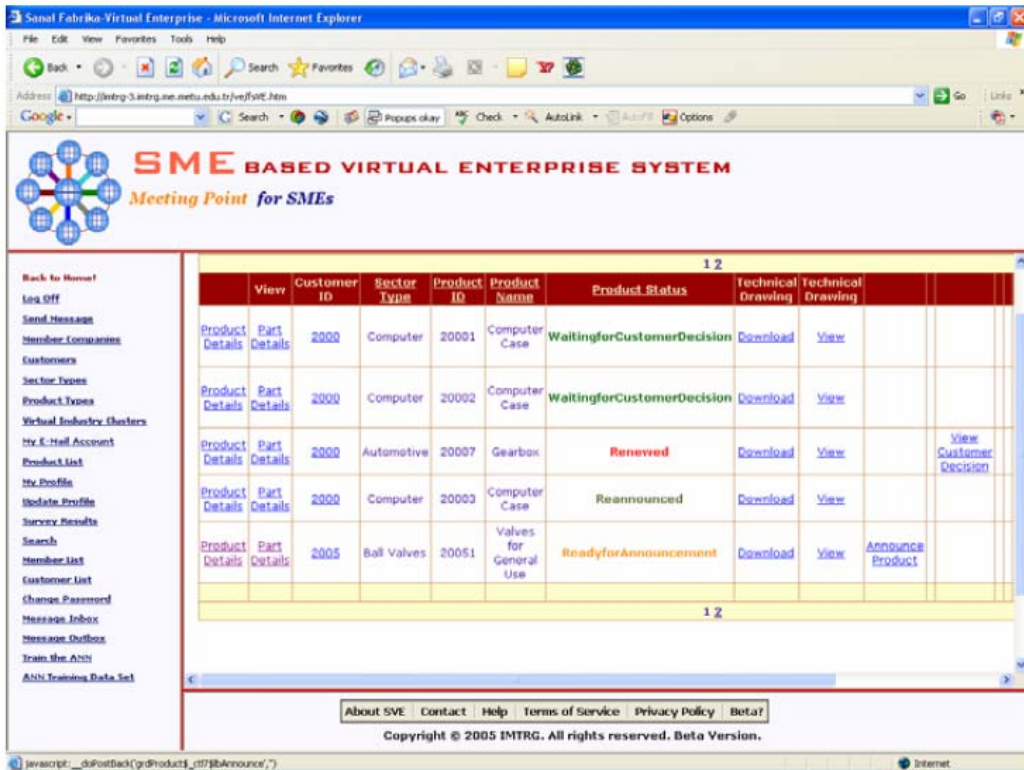 Sanal Fabrika-Virtual Enterprise - Microsoft Internet Explorer
File Edit View Favorites Tools Help
Back Search Favorites
Address http://imtrg-3.imtrg.me.metu.edu.tr/ve/fsVE.htm Go Links
Google Search Popups okay Check AutoLink AutoFill Options
SME BASED VIRTUAL ENTERPRISE SYSTEM
Meeting Point for SMEs
Back to Home!
Log Off
Send Message
Member Companies
Customers
Sector Types
Product Types
Virtual Industry Clusters
My E-Mail Account
Product List
My Profile
Update Profile
Survey Results
Search
Member List
Customer List
Change Password
Message Inbox
Message Outbox
Train the ANN
ANN Training Data Set
1 2
View Customer ID Sector Type Product ID Product Name Product Status Technical Drawing Technical Drawing
Product Details Part Details 2000 Computer 20001 Computer Case WaitingforCustomerDecision Download View
Product Details Part Details 2000 Computer 20002 Computer Case WaitingforCustomerDecision Download View
Product Details Part Details 2000 Automotive 20007 Gearbox Renewed Download View View Customer Decision
Product Details Part Details 2000 Computer 20003 Computer Case Reannounced Download View
Product Details Part Details 2005 Ball Valves 20051 Valves for General Use ReadyforAnnouncement Download View Announce Product
1 2
About SVE Contact Help Terms of Service Privacy Policy Beta?
Copyright © 2005 IMTRG. All rights reserved. Beta Version.
javascript:__doPostBack('grdProduct$_ctl7$lbAnnounce','') Internet